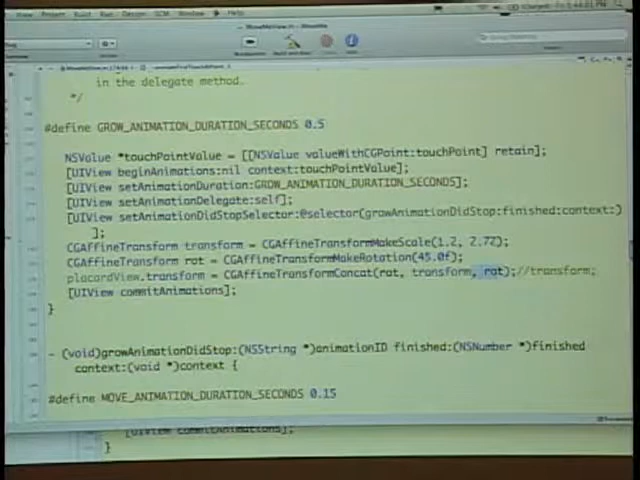 in the delegate method.
*/
#define GROW_ANIMATION_DURATION_SECONDS 0.5
NSValue *touchPointValue = [[NSValue valueWithCGPoint:touchPoint] retain];
[UIView beginAnimations:nil context:touchPointValue];
[UIView setAnimationDuration:GROW_ANIMATION_DURATION_SECONDS];
[UIView setAnimationDelegate:self];
[UIView setAnimationDidStopSelector:@selector(growAnimationDidStop:finished:context:)
];
CGAffineTransform transform = CGAffineTransformMakeScale(1.2, 2.72);
CGAffineTransform rot = CGAffineTransformMakeRotation(45.0f);
placardView.transform = CGAffineTransformConcat(rot, transform, rot);//transform;
[UIView commitAnimations];
}
- (void)growAnimationDidStop:(NSString *)animationID finished:(NSNumber *)finished
context:(void *)context {
#define MOVE_ANIMATION_DURATION_SECONDS 0.15
[UIView commitAnimations];
}